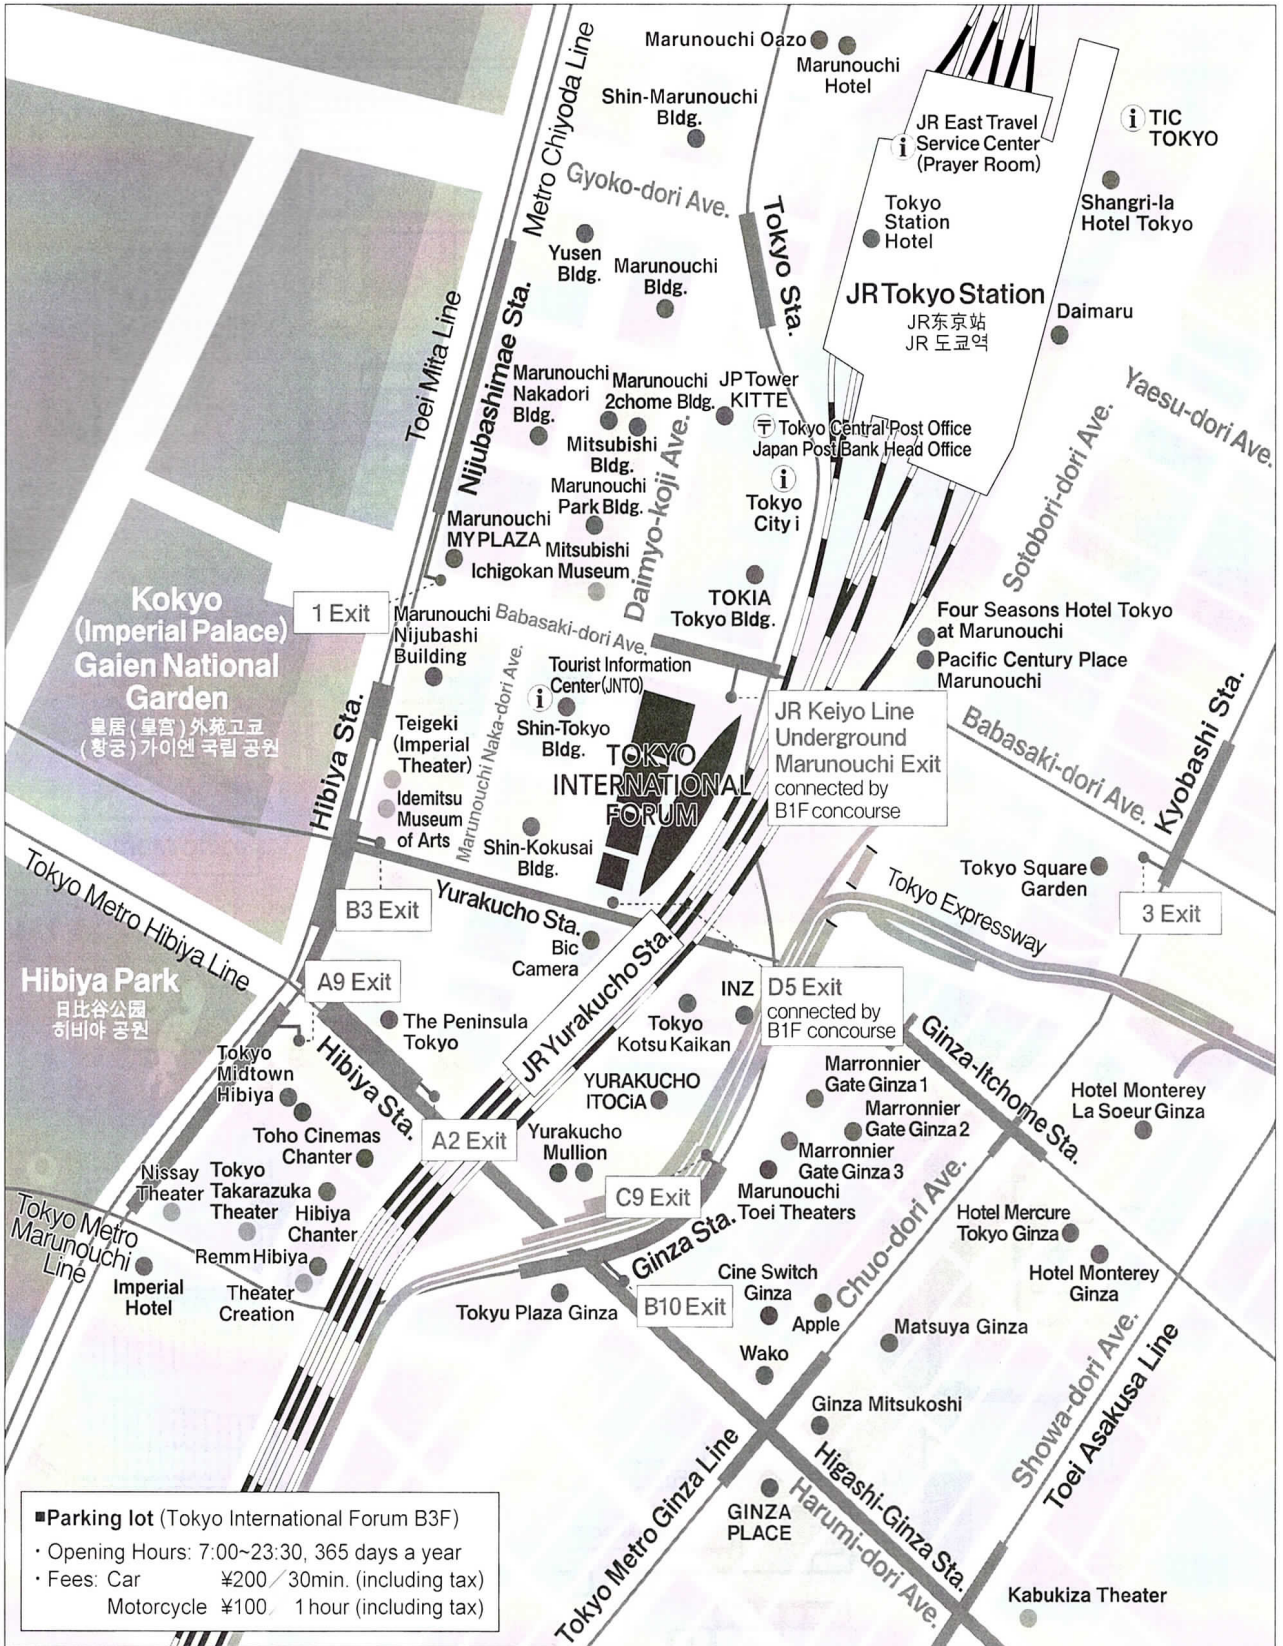 Marunouchi Oazo
Marunouchi
Hotel
Shin-Marunouchi
Bldg.
Metro Chiyoda Line
Gyoko-dori Ave.
JR East Travel
Service Center
(Prayer Room)
i
i
TIC
TOKYO
Tokyo
Station
Hotel
Shangri-la
Hotel Tokyo
Tokyo Sta.
Yusen
Bldg.
Marunouchi
Bldg.
JR Tokyo Station
JR东京站
JR 도쿄역
Daimaru
Toei Mita Line
Nijubashimae Sta.
Marunouchi
Nakadori
Bldg.
Marunouchi
2chome Bldg.
JP Tower
KITTE
〒 Tokyo Central Post Office
Japan Post Bank Head Office
Yaesu-dori Ave.
Sotobori-dori Ave.
Mitsubishi
Bldg.
Daimyo-koji Ave.
i
Tokyo
City i
Marunouchi
Park Bldg.
Marunouchi
MY PLAZA
Mitsubishi
Ichigokan Museum
TOKIA
Tokyo Bldg.
Kokyo
(Imperial Palace)
Gaien National
Garden
皇居(皇宫)外苑고쿄
(황궁)가이엔 국립 공원
1 Exit
Marunouchi
Nijubashi
Building
Babasaki-dori Ave.
Four Seasons Hotel Tokyo
at Marunouchi
Pacific Century Place
Marunouchi
Marunouchi Naka-dori Ave.
Tourist Information
Center(JNTO)
i
Shin-Tokyo
Bldg.
TOKYO
INTERNATIONAL
FORUM
JR Keiyo Line
Underground
Marunouchi Exit
connected by
B1F concourse
Babasaki-dori Ave.
Kyobashi Sta.
Hibiya Sta.
Teigeki
(Imperial
Theater)
Idemitsu
Museum
of Arts
Shin-Kokusai
Bldg.
Tokyo Square
Garden
3 Exit
Tokyo Expressway
Tokyo Metro Hibiya Line
B3 Exit
Yurakucho Sta.
Bic
Camera
JR Yurakucho Sta.
Hibiya Park
日比谷公园
히비야 공원
A9 Exit
The Peninsula
Tokyo
INZ
Tokyo
Kotsu Kaikan
D5 Exit
connected by
B1F concourse
Ginza-Itchome Sta.
Tokyo
Midtown
Hibiya
Hibiya Sta.
YURAKUCHO
ITOCiA
Marronnier
Gate Ginza 1
Marronnier
Gate Ginza 2
Marronnier
Gate Ginza 3
Hotel Monterey
La Soeur Ginza
Toho Cinemas
Chanter
A2 Exit
Yurakucho
Mullion
Marunouchi
Toei Theaters
Nissay
Theater
Tokyo
Takarazuka
Theater
Hibiya
Chanter
C9 Exit
Ginza Sta.
Chuo-dori Ave.
Hotel Mercure
Tokyo Ginza
Tokyo Metro
Marunouchi
Line
Remm Hibiya
Imperial
Hotel
Theater
Creation
Tokyu Plaza Ginza
B10 Exit
Cine Switch
Ginza
Apple
Hotel Monterey
Ginza
Matsuya Ginza
Wako
Showa-dori Ave.
Toei Asakusa Line
Ginza Mitsukoshi
Tokyo Metro Ginza Line
GINZA
PLACE
Higashi-Ginza Sta.
Harumi-dori Ave.
Kabukiza Theater
■Parking lot (Tokyo International Forum B3F)
・Opening Hours: 7:00~23:30, 365 days a year
・Fees: Car ¥200／30min. (including tax)
Motorcycle ¥100／1 hour (including tax)